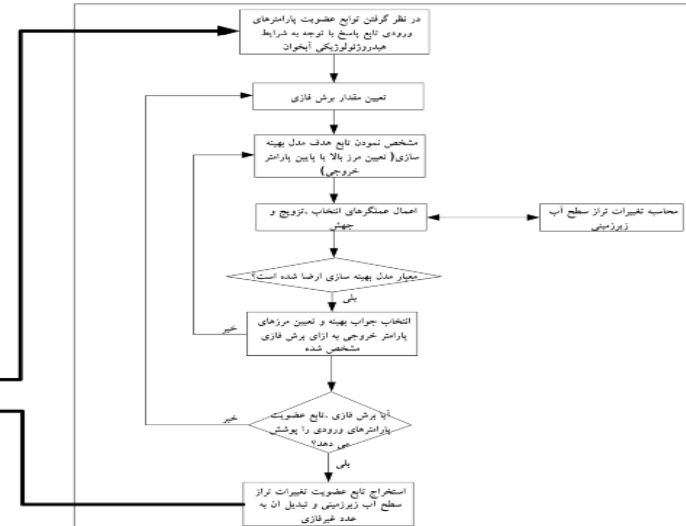 در نظر گرفتن توابع عضویت پارامترهای
ورودی تابع پاسخ با توجه به شرایط
هیدروژئولوژیکی آبخوان
تعیین مقدار برش فازی
مشخص نمودن تابع هدف مدل بهینه
سازی( تعیین مرز بالا یا پایین پارامتر
خروجی)
اعمال عملگرهای انتخاب ،تزویج و
جهش
محاسبه تغییرات تراز سطح آب
زیرزمینی
معیار مدل بهینه سازی ارضا شده است؟
بلی
خیر
انتخاب جواب بهینه و تعیین مرزهای
پارامتر خروجی به ازای برش فازی
مشخص شده
آیا برش فازی ،تابع عضویت
پارامترهای ورودی را پوشش
می دهد؟
خیر
بلی
استخراج تابع عضویت تغییرات تراز
سطح آب زیرزمینی و تبدیل آن به
عدد غیرفازی